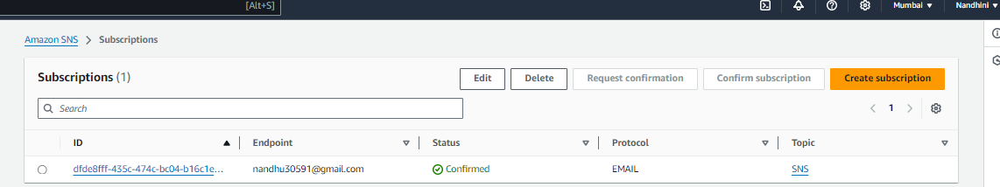 [Alt+S] Mumbai Nandhini
Amazon SNS Subscriptions
Subscriptions (1) Edit Delete Request confirmation Confirm subscription Create subscription
Search 1
ID Endpoint Status Protocol Topic
dfde8fff-435c-474c-bc04-b16c1e... nandhu30591@gmail.com Confirmed EMAIL SNS